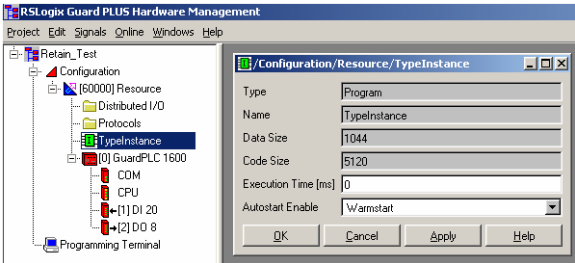 RSLogix Guard PLUS Hardware Management
Project Edit Signals Online Windows Help
Retain_Test
Configuration
[60000] Resource
Distributed I/O
Protocols
TypeInstance
[0] GuardPLC 1600
COM
CPU
[1] DI 20
[2] DO 8
Programming Terminal
/Configuration/Resource/TypeInstance
Type Program
Name TypeInstance
Data Size 1044
Code Size 5120
Execution Time [ms] 0
Autostart Enable Warmstart
OK Cancel Apply Help